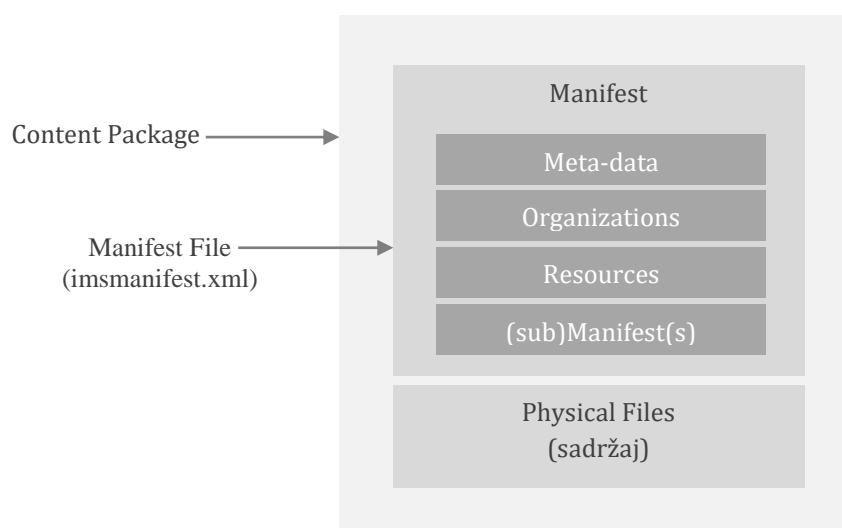 Manifest
Content Package
Meta-data
Organizations
Manifest File
(imsmanifest.xml)
Resources
(sub)Manifest(s)
Physical Files
(sadržaj)